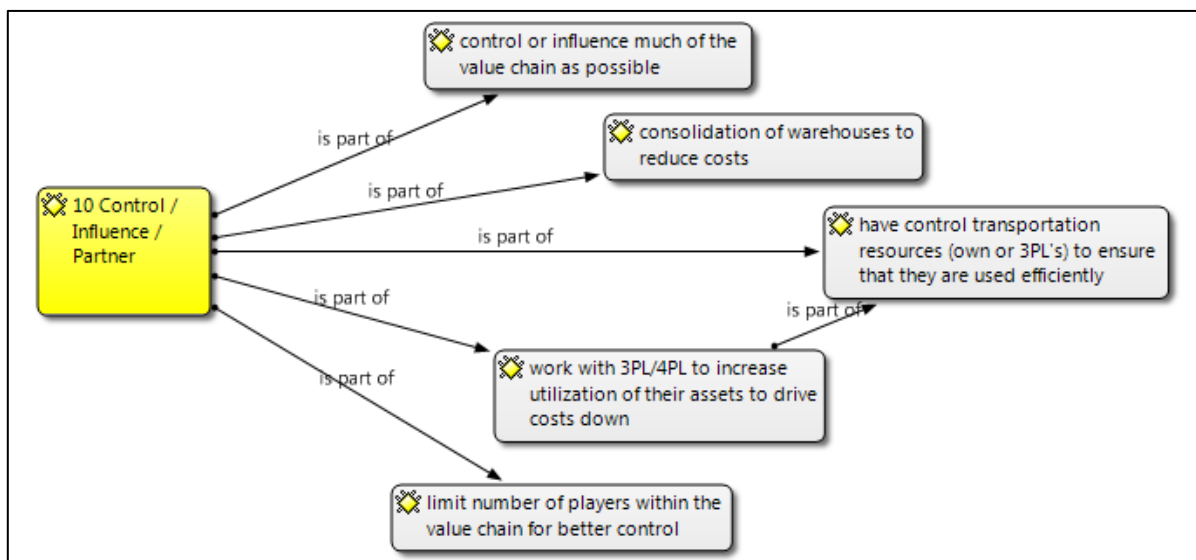 control or influence much of the
value chain as possible
is part of
consolidation of warehouses to
reduce costs
is part of
10 Control /
Influence /
Partner
have control transportation
resources (own or 3PL's) to ensure
that they are used efficiently
is part of
is part of
is part of
work with 3PL/4PL to increase
utilization of their assets to drive
costs down
is part of
limit number of players within the
value chain for better control